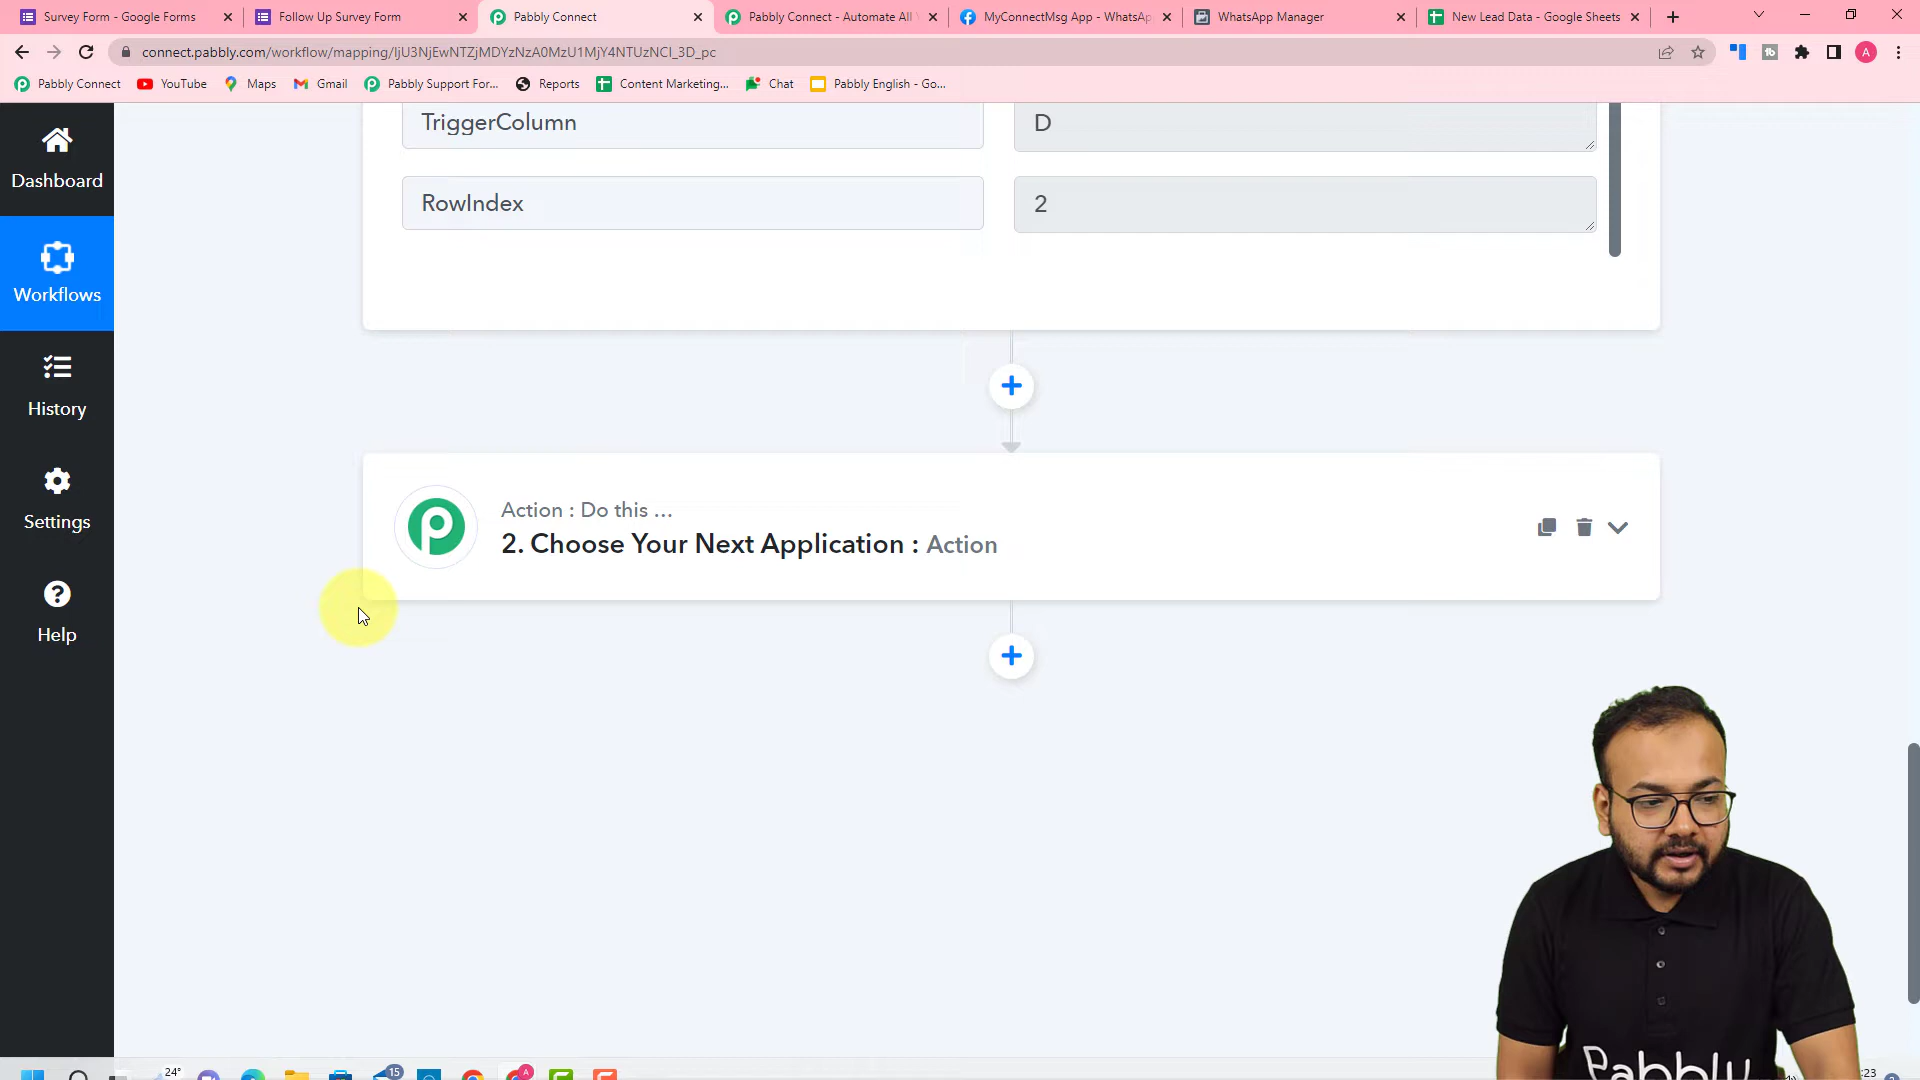 Survey Form - Google Forms
Follow Up Survey Form
Pabbly Connect
Pabbly Connect - Automate All
MyConnectMsg App - WhatsAp
WhatsApp Manager
New Lead Data - Google Sheets
connect.pabbly.com/workflow/mapping/IjU3NjEwNTZjMDYzNzA0MzU1MjY4NTUzNCI_3D_pc
A
Pabbly Connect
YouTube
Maps
Gmail
Pabbly Support For...
Reports
Content Marketing...
Chat
Pabbly English - Go...
Dashboard
Workflows
History
Settings
Help
TriggerColumn
D
RowIndex
2
Action : Do this ...
2. Choose Your Next Application : Action
Pabbly
24°
15
A
:23